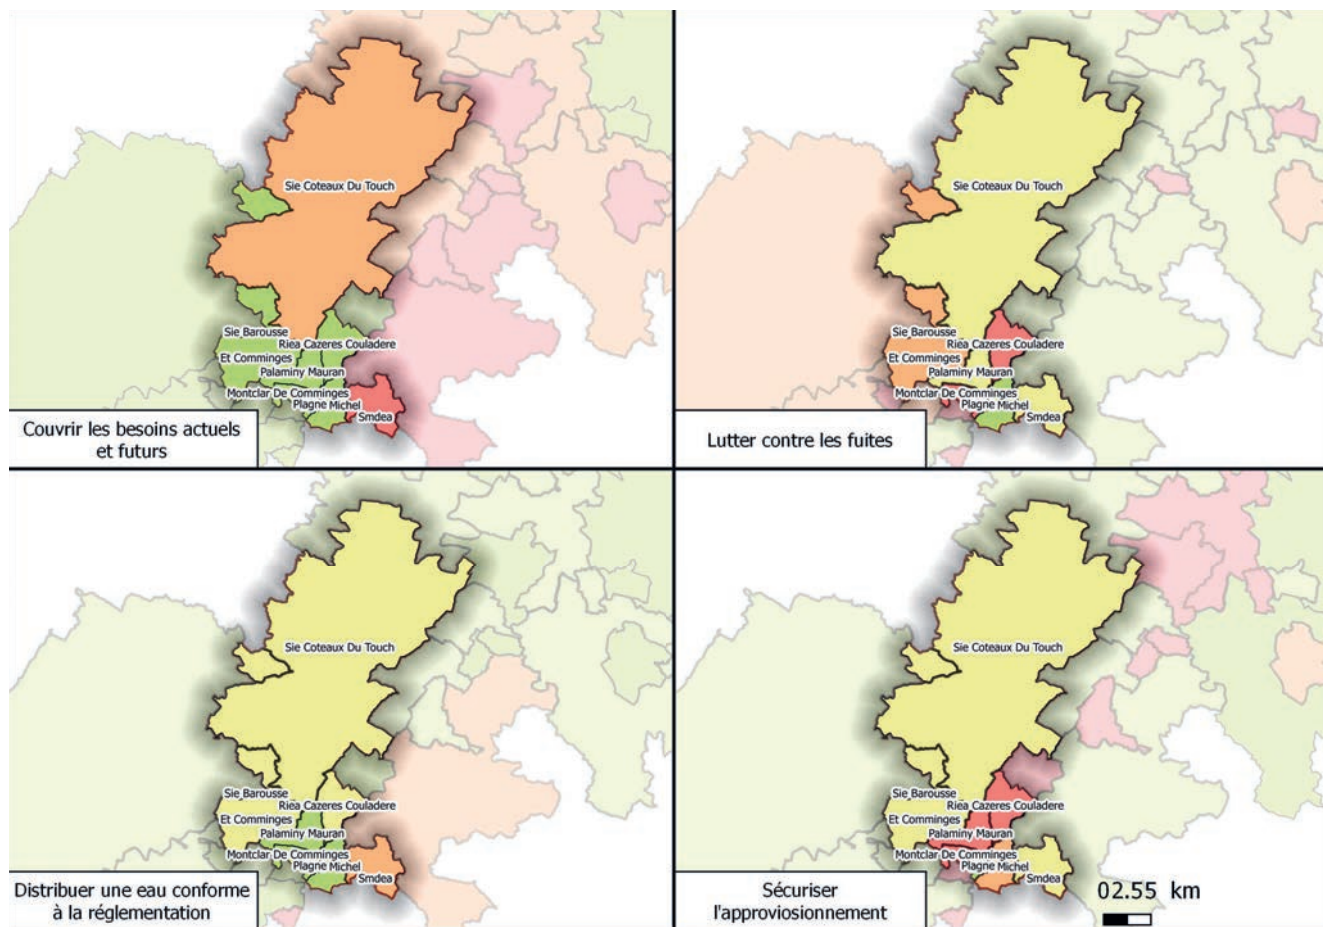 Sie Coteaux Du Touch
Sie Barousse
Et Comminges
Riea Cazeres Couladere
Palaminy Mauran
Montclar De Comminges
Plagne Michel
Smdea
Couvrir les besoins actuels
et futurs
Sie Coteaux Du Touch
Sie Barousse
Et Comminges
Riea Cazeres Couladere
Palaminy Mauran
Montclar De Comminges
Plagne Michel
Smdea
Lutter contre les fuites
Sie Coteaux Du Touch
Sie Barousse
Et Comminges
Riea Cazeres Couladere
Palaminy Mauran
Montclar De Comminges
Plagne Michel
Smdea
Distribuer une eau conforme
à la réglementation
Sie Coteaux Du Touch
Sie Barousse
Et Comminges
Riea Cazeres Couladere
Palaminy Mauran
Montclar De Comminges
Plagne Michel
Smdea
Sécuriser
l'approviosionnement
02.55 km